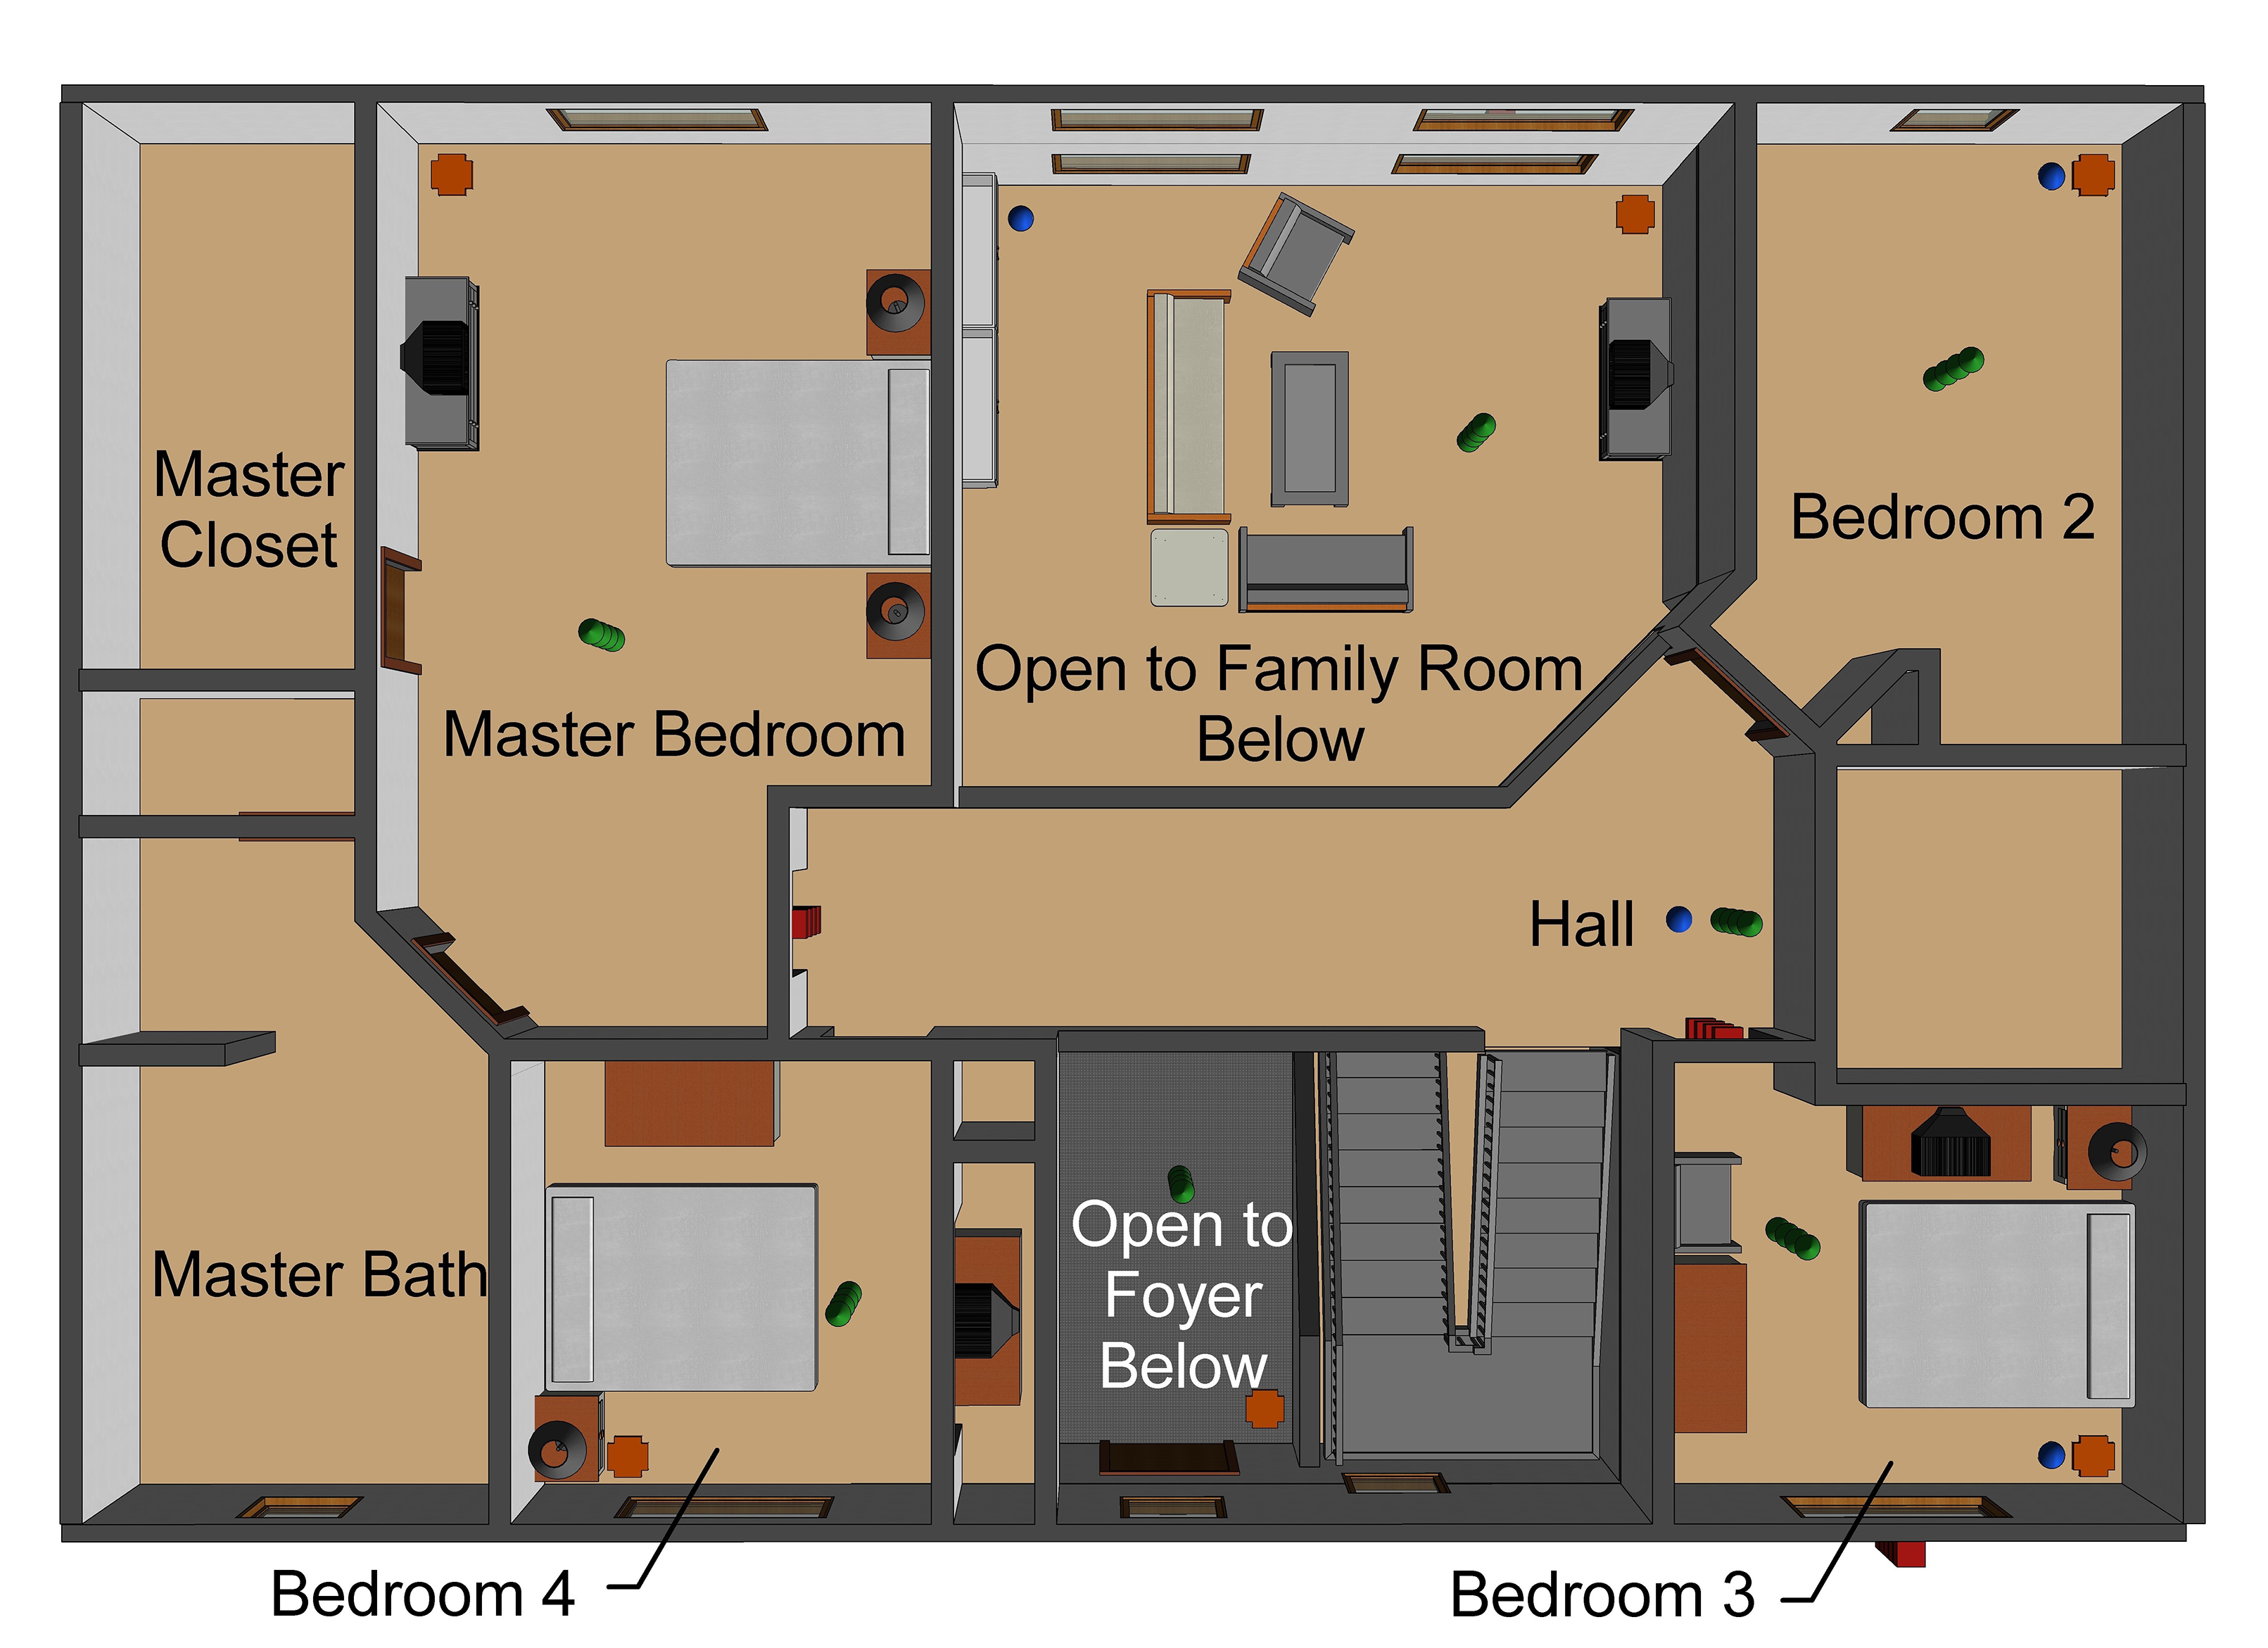 Master
Closet
Master Bedroom
Open to Family Room
Below
Bedroom 2
Hall
Master Bath
Open to
Foyer
Below
Bedroom 4
Bedroom 3